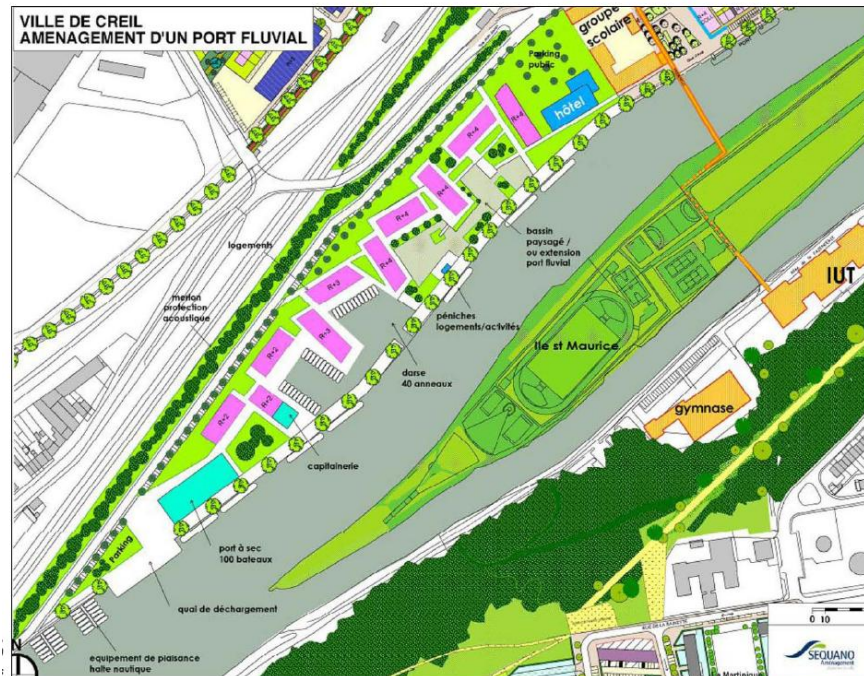 VILLE DE CREIL
AMENAGEMENT D'UN PORT FLUVIAL
groupe
scolaire
Parking
public
hôtel
R+4
R+4
R+4
R+4
R+4
logements
merlon
protection
acoustique
R+3
R+3
R+2
R+2
R+2
bassin
paysagé /
ou extension
port fluvial
péniches
logements/activités
darse
40 anneaux
capitainerie
port à sec
100 bateaux
Parking
quai de déchargement
equipement de plaisance
halte nautique
Ile st Maurice
IUT
gymnase
N
0 10
SEQUANO
Aménagement